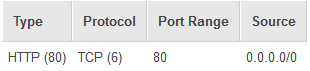 Type Protocol Port Range Source
HTTP (80) TCP (6) 80 0.0.0.0/0